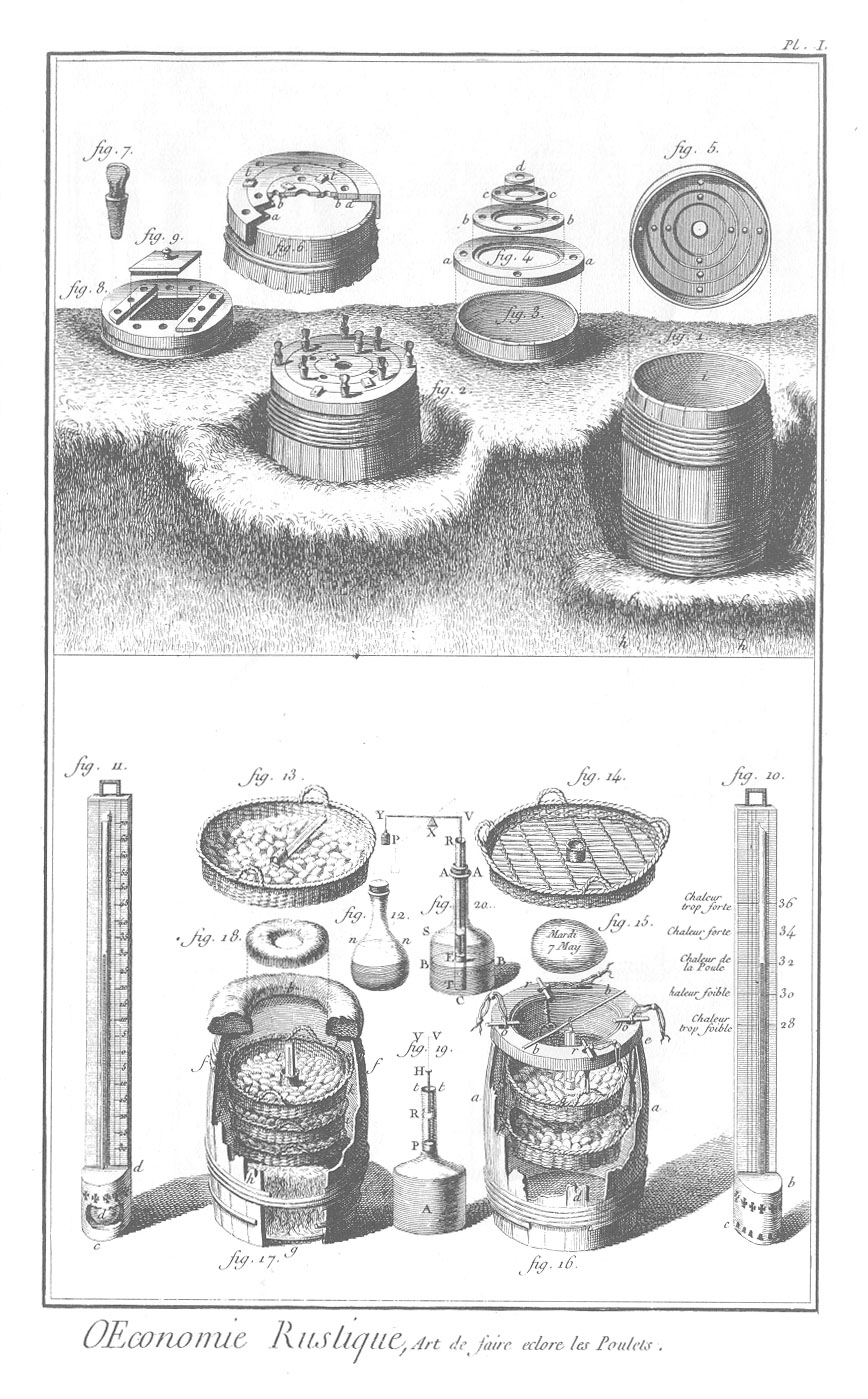 Pl. I.
fig. 7.
fig. 5.
fig. 9.
fig. 6
fig. 8.
t t
a b b a
d
c c
b b
a fig. 4 a
fig. 3.
fig. 1
fig. 2
h h
fig. 11.
fig. 13.
fig. 14.
fig. 10.
Y V
X
P
R
A A
fig. 12.
fig. 20.
n n
S
B B
E
T
C
fig. 18.
fig. 15.
Mardi
7 May
Chaleur
trop forte
36
Chaleur forte
34
Chaleur de
la Poule
32
haleur foible
30
Chaleur
trop foible
28
V V
fig. 19.
H
t t
R
P
A
f f
h
g
r b
o
e
b r
a a
d
d
c
b
c
fig. 17.
fig. 16.
OEconomie Rustique, Art de faire eclore les Poulets.